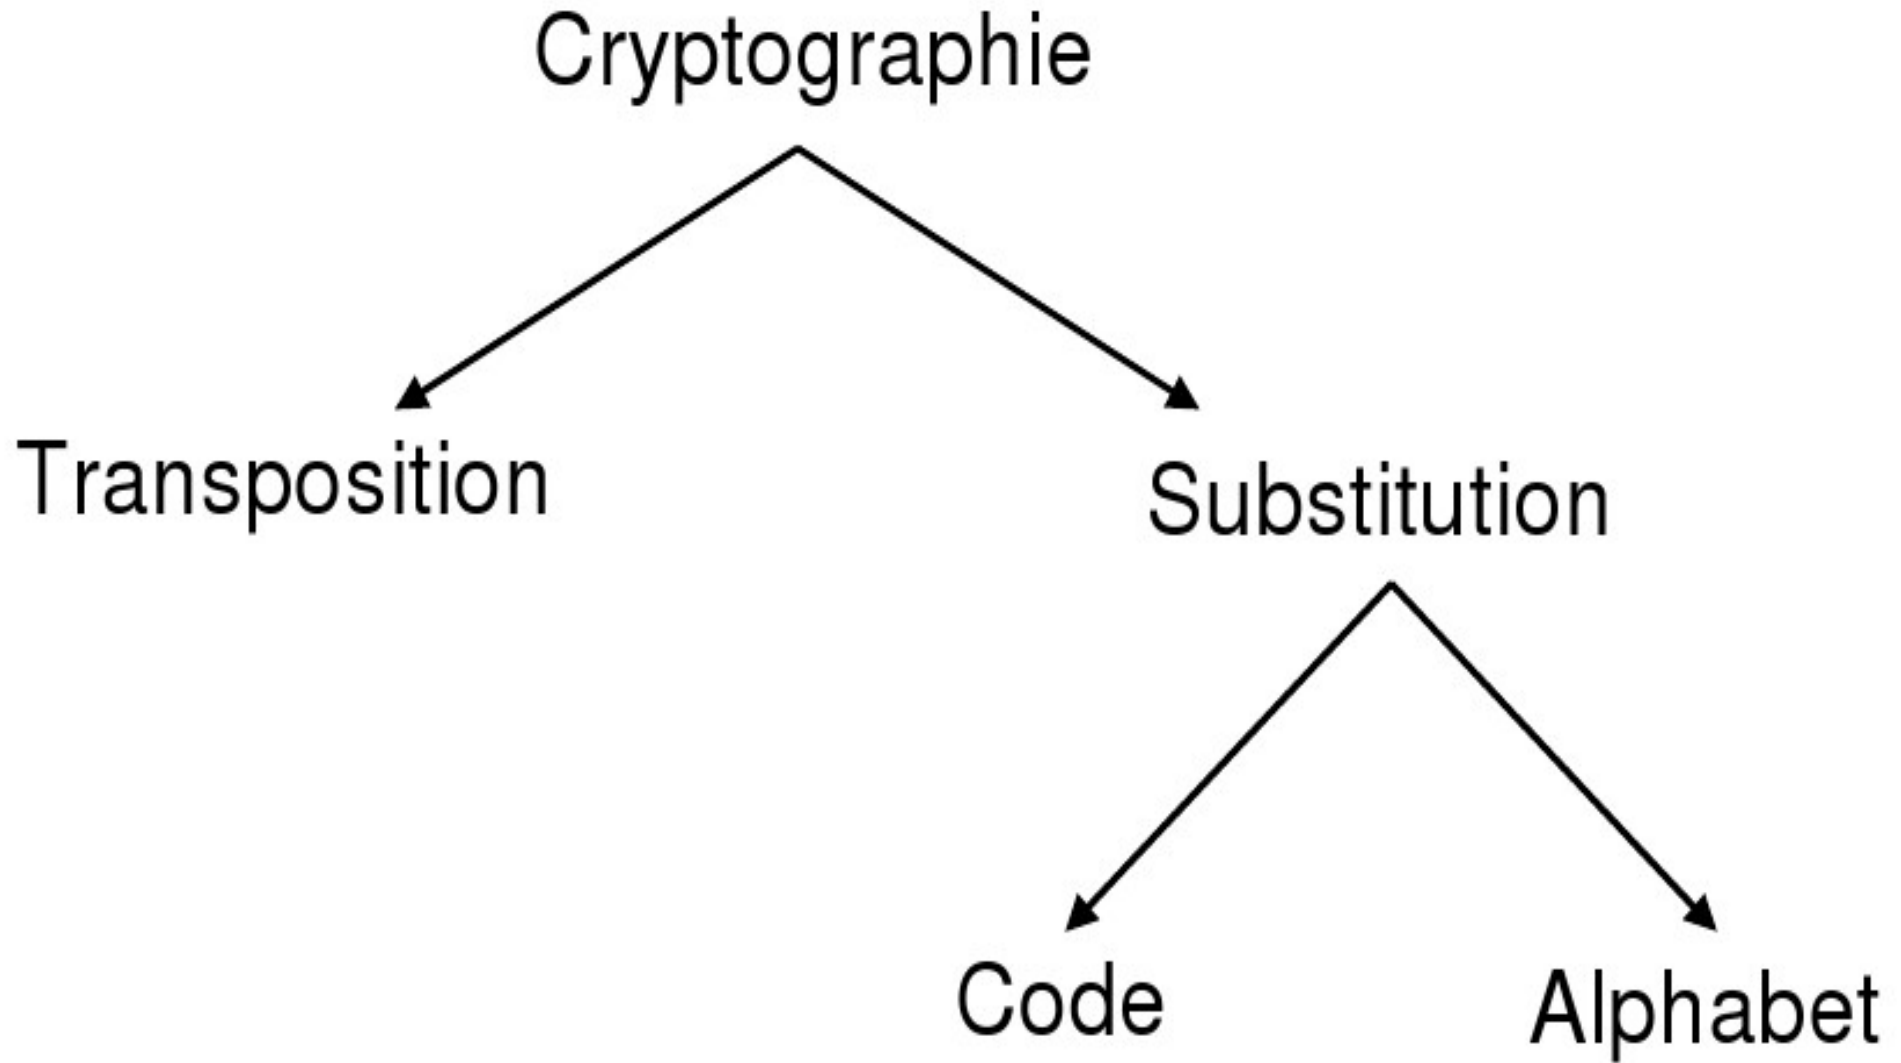 Cryptographie
Transposition
Substitution
Code
Alphabet